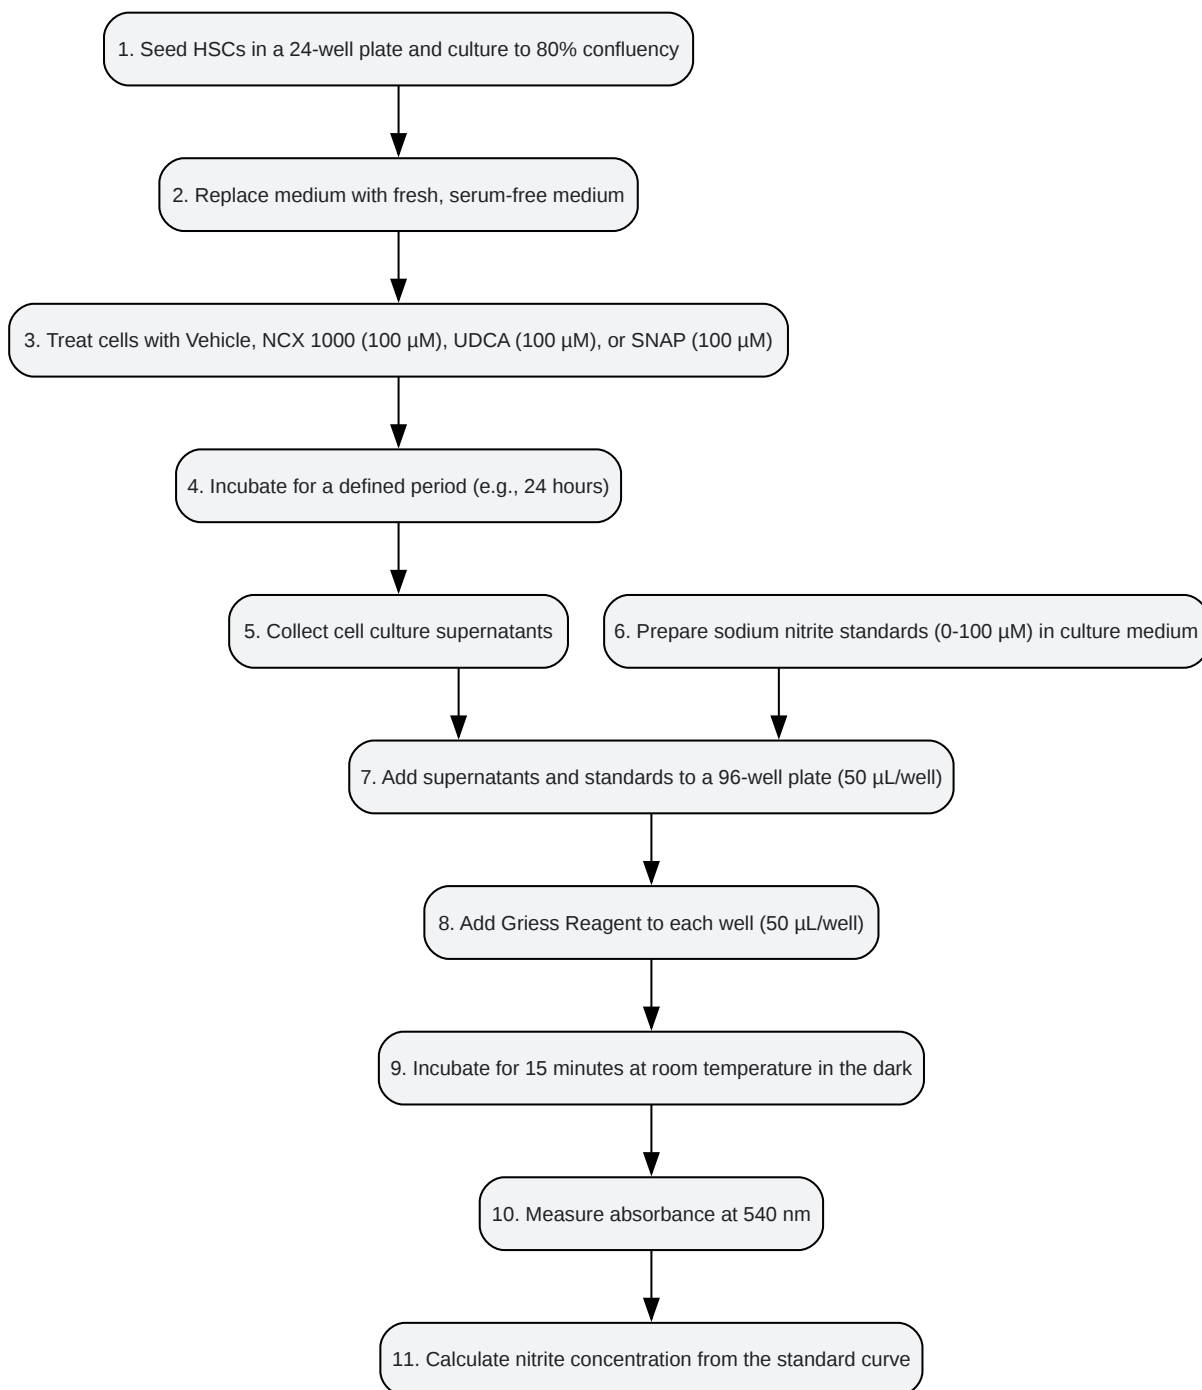 1. Seed HSCs in a 24-well plate and culture to 80% confluency
2. Replace medium with fresh, serum-free medium
3. Treat cells with Vehicle, NCX 1000 (100 µM), UDCA (100 µM), or SNAP (100 µM)
4. Incubate for a defined period (e.g., 24 hours)
5. Collect cell culture supernatants
6. Prepare sodium nitrite standards (0-100 µM) in culture medium
7. Add supernatants and standards to a 96-well plate (50 µL/well)
8. Add Griess Reagent to each well (50 µL/well)
9. Incubate for 15 minutes at room temperature in the dark
10. Measure absorbance at 540 nm
11. Calculate nitrite concentration from the standard curve